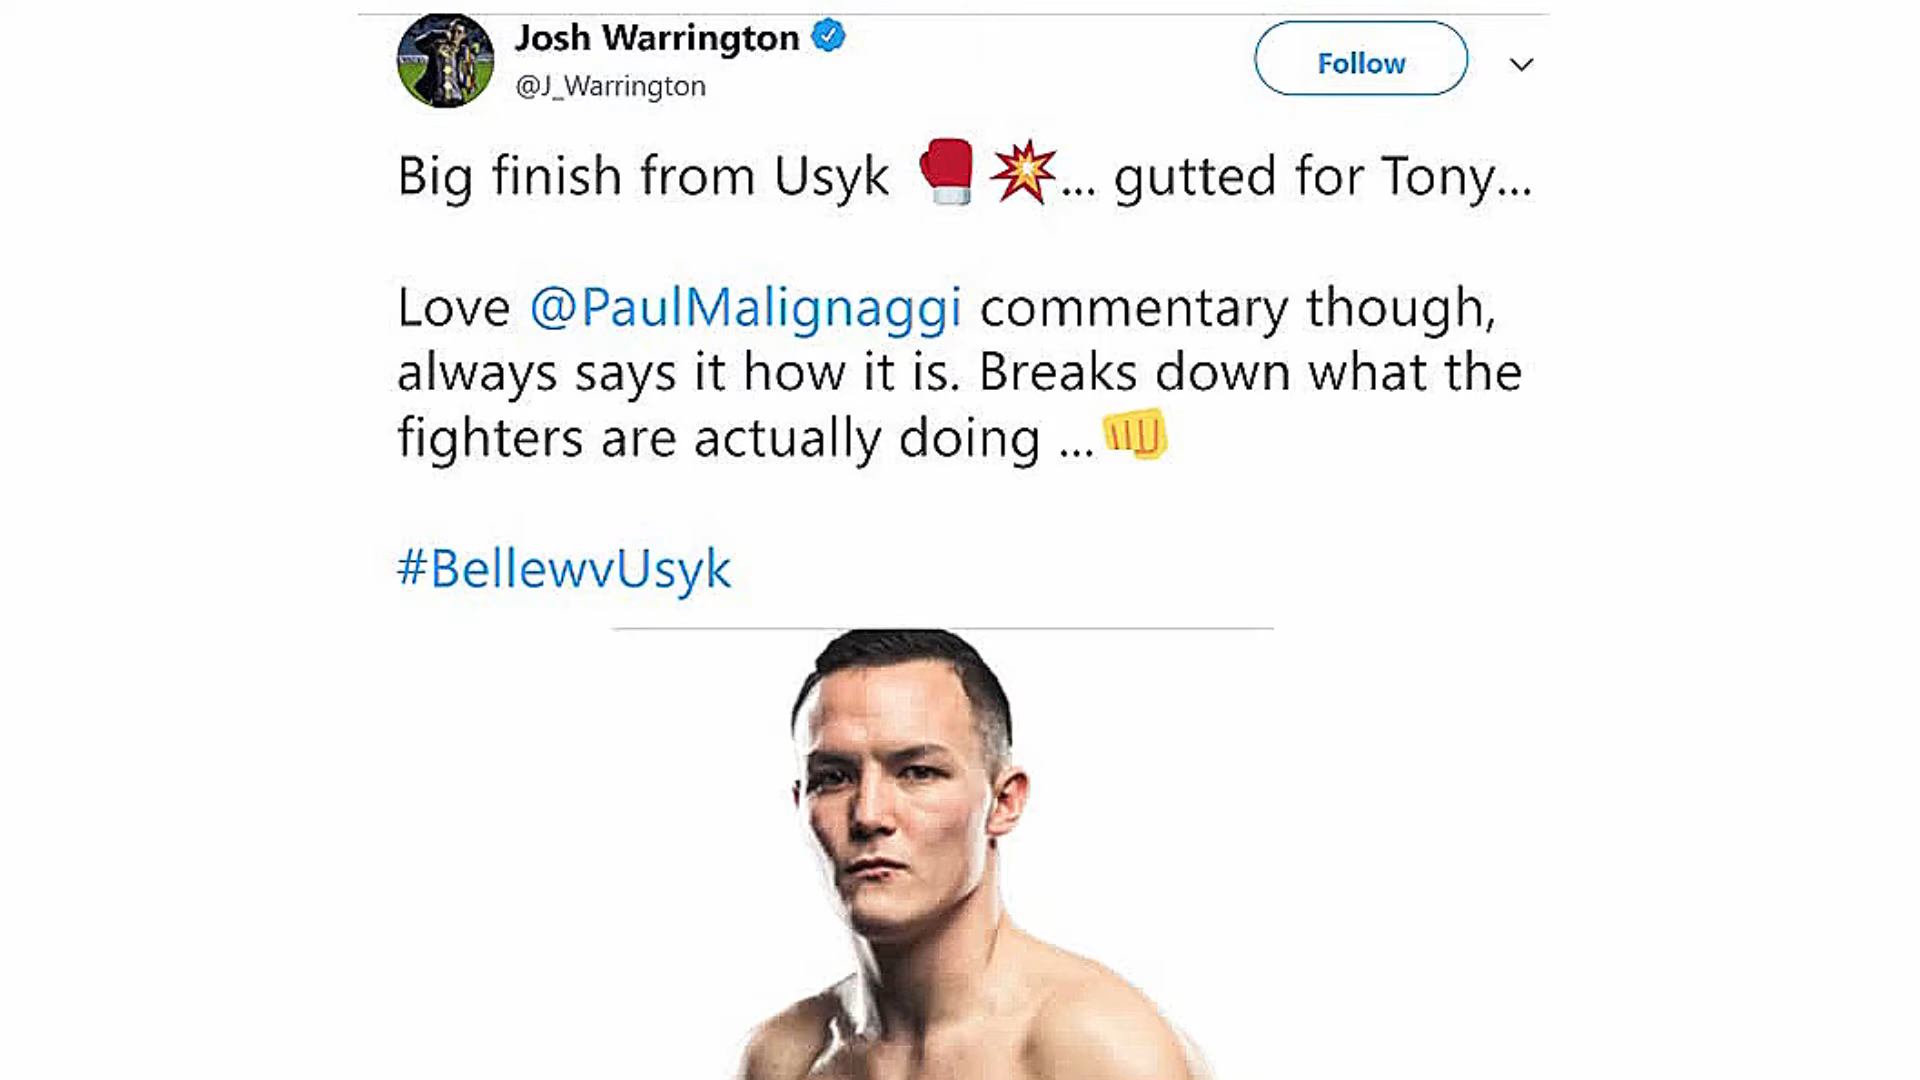 Josh Warrington
@J_Warrington
Follow
Big finish from Usyk 🥊💥... gutted for Tony...
Love @PaulMalignaggi commentary though,
always says it how it is. Breaks down what the
fighters are actually doing ...👊
#BellewvUsyk